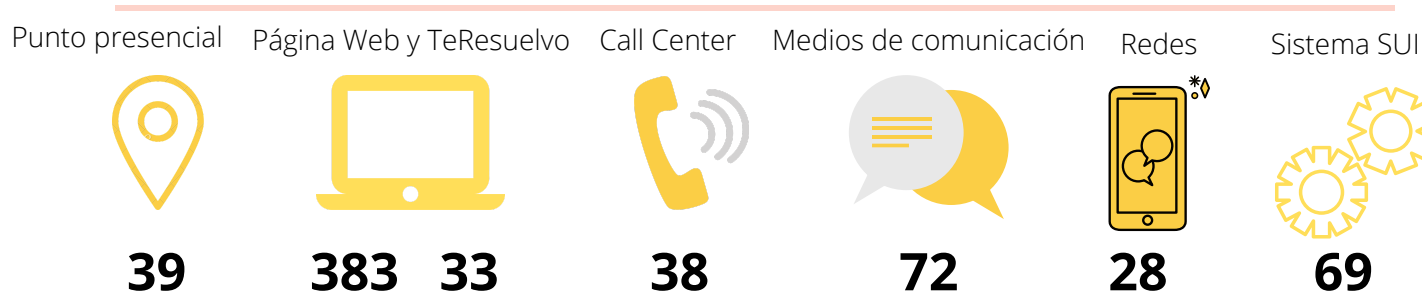 Punto presencial Página Web y TeResuelvo Call Center Medios de comunicación Redes Sistema SUI
39 383 33 38 72 28 69